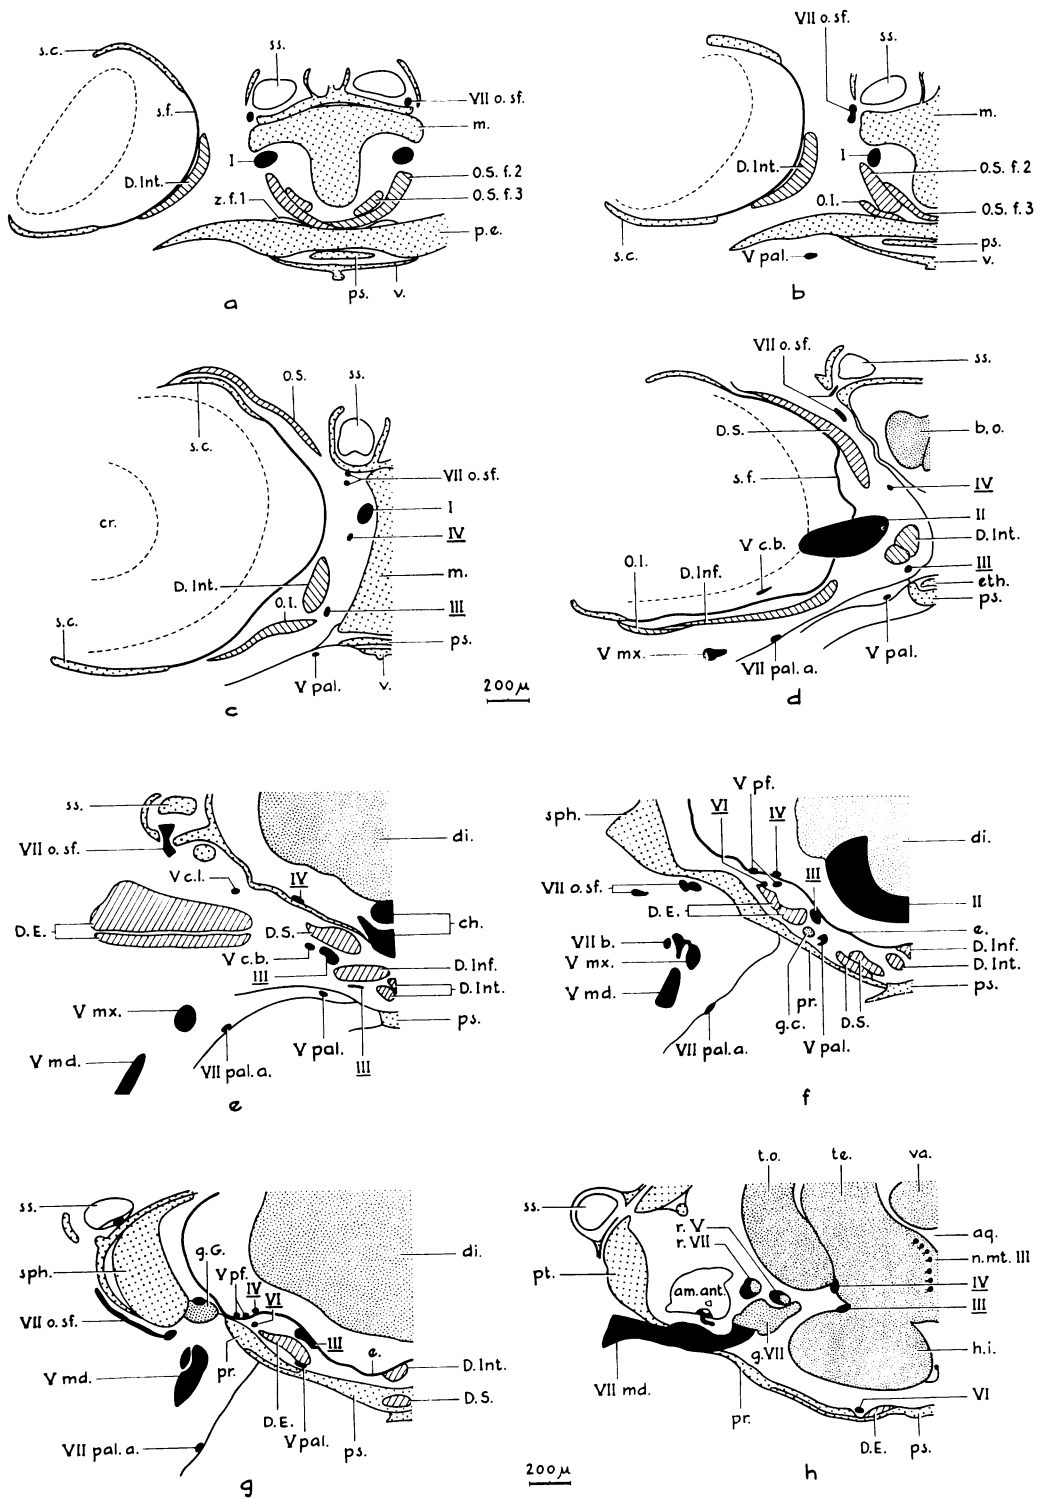 s.c.
ss.
s.f.
VII o. sf.
m.
D. Int.
I
O.S. f. 2
z. f. 1
O.S. f. 3
p.e.
ps.
v.
a
VII o. sf.
ss.
m.
D. Int.
I
O.S. f. 2
O.I.
O.S. f. 3
s.c.
V pal.
ps.
v.
b
O.S.
ss.
s.c.
VII o. sf.
I
cr.
IV
D. Int.
m.
O.I.
III
s.c.
ps.
V pal.
v.
c
200 µ
VII o. sf.
ss.
D.S.
b. o.
s.f.
IV
II
V c.b.
D. Int.
O.I.
D. Inf.
III
eth.
ps.
V mx.
VII pal. a.
V pal.
d
ss.
VII o. sf.
di.
V c.l.
IV
D.E.
D.S.
ch.
V c.b.
III
D. Inf.
D. Int.
V mx.
ps.
V pal.
V md.
VII pal. a.
III
e
V pf.
sph.
VI
IV
di.
III
VII o. sf.
D.E.
II
VII b.
e.
V mx.
D. Inf.
D. Int.
V md.
pr.
ps.
g.c.
D.S.
VII pal. a.
V pal.
f
ss.
g.G.
V pf.
di.
sph.
IV
VI
VII o. sf.
III
e.
pr.
D. Int.
V md.
D.S.
D.E.
V pal.
ps.
VII pal. a.
g
200 µ
t.o.
te.
va.
ss.
r. V
r. VII
aq.
n. mt. III
pt.
am. ant.
IV
III
g. VII
h.i.
VII md.
VI
pr.
D.E.
ps.
h